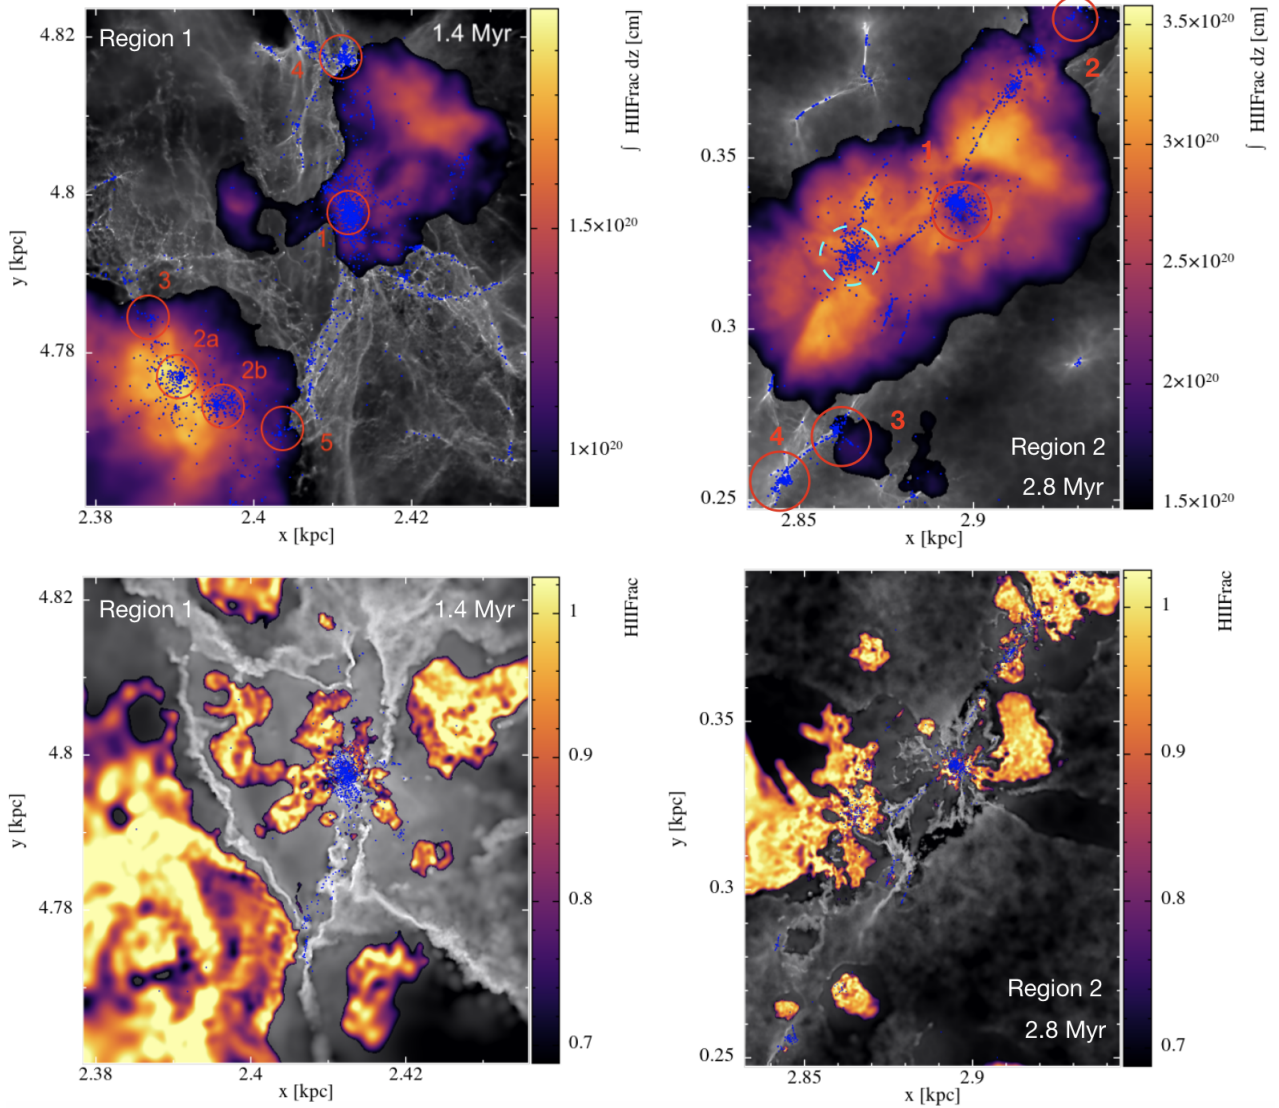 4.82
Region 1
1.4 Myr
4
4.8
1
3
2a
2b
4.78
5
2.38
2.4
2.42
x [kpc]
y [kpc]
∫ HIIFrac dz [cm]
1.5×10²⁰
1×10²⁰
2
1
0.35
0.3
3
4
Region 2
2.8 Myr
0.25
2.85
2.9
x [kpc]
3.5×10²⁰
3×10²⁰
2.5×10²⁰
2×10²⁰
1.5×10²⁰
∫ HIIFrac dz [cm]
4.82
Region 1
1.4 Myr
4.8
4.78
2.38
2.4
2.42
x [kpc]
y [kpc]
HIIFrac
1
0.9
0.8
0.7
0.35
0.3
0.25
Region 2
2.8 Myr
2.85
2.9
x [kpc]
y [kpc]
HIIFrac
1
0.9
0.8
0.7